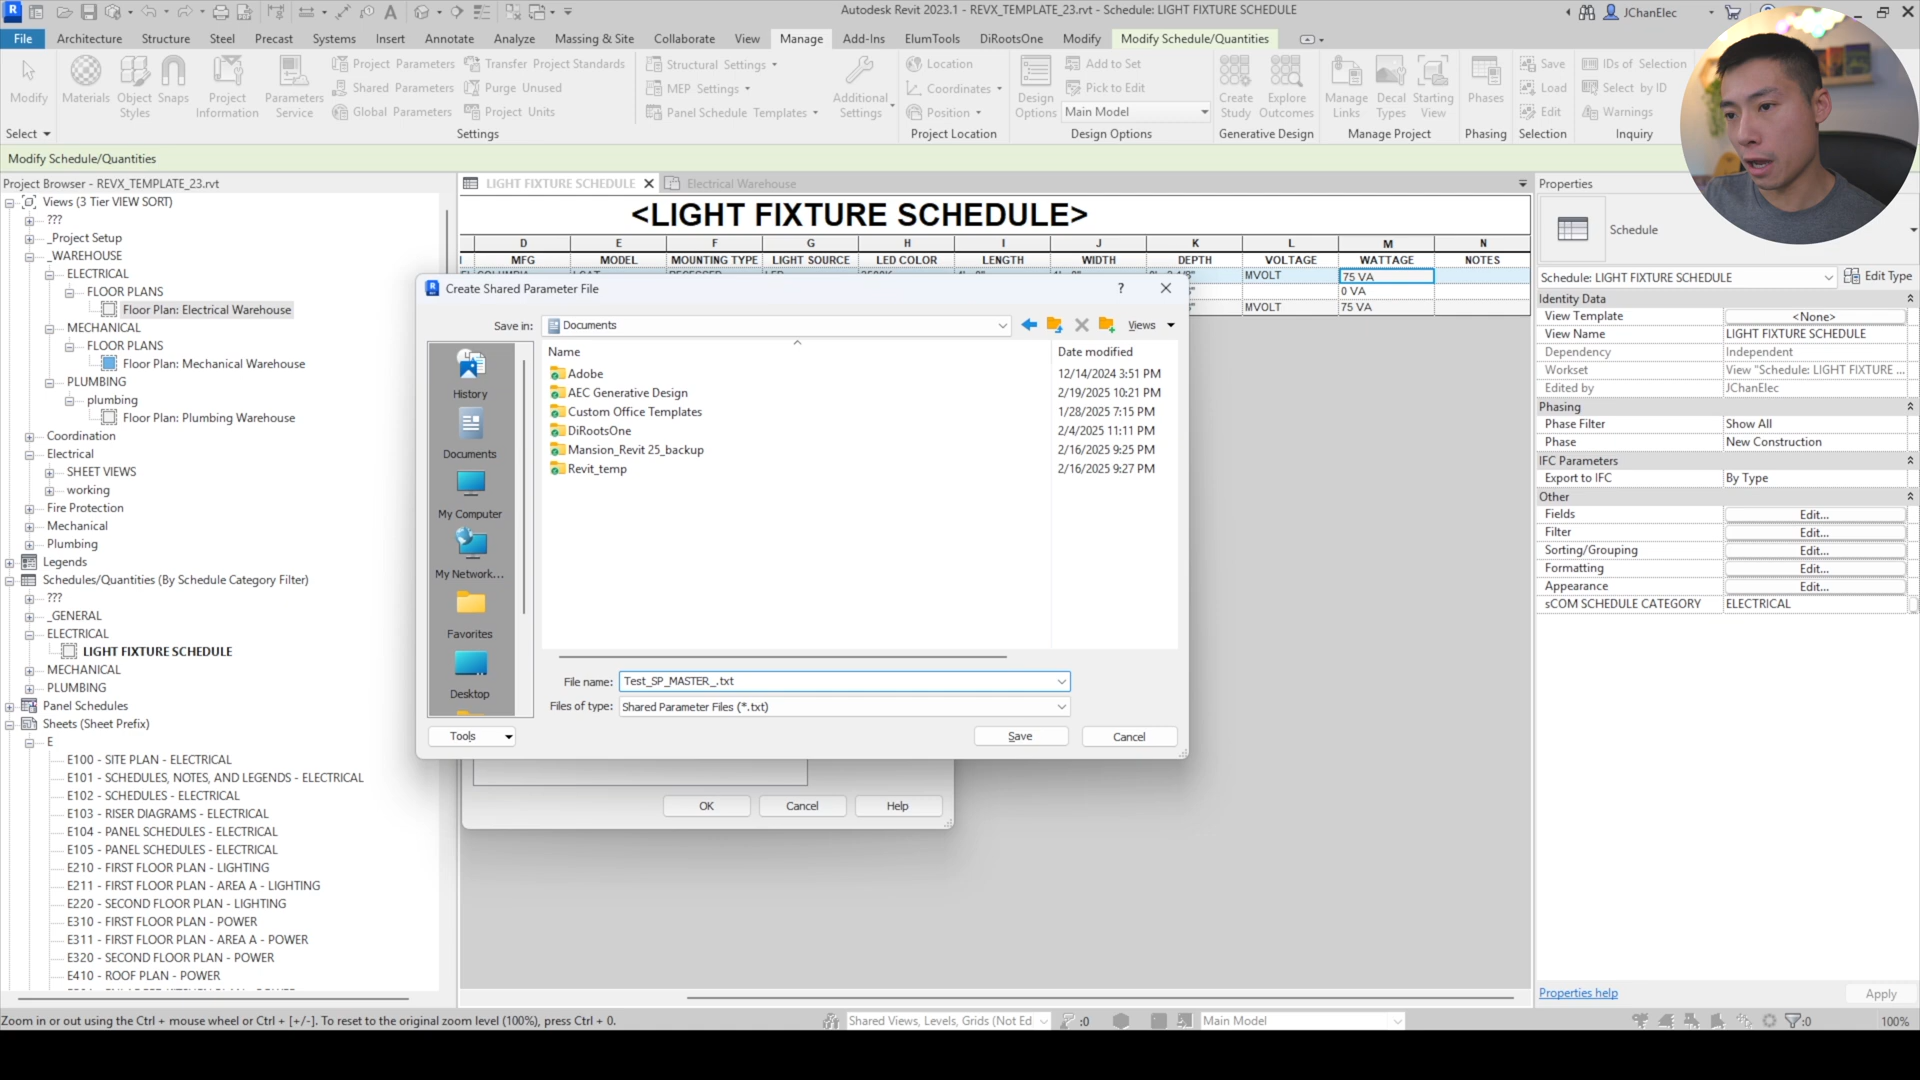 Autodesk Revit 2023.1 - REVX_TEMPLATE_23.rvt - Schedule: LIGHT FIXTURE SCHEDULE
JChanElec
File Architecture Structure Steel Precast Systems Insert Annotate Analyze Massing & Site Collaborate View Manage Add-Ins ElumTools DiRootsOne Modify Modify Schedule/Quantities
Modify
Materials
Object Styles
Snaps
Project Information
Parameters Service
Project Parameters
Shared Parameters
Global Parameters
Transfer Project Standards
Purge Unused
Project Units
Structural Settings
MEP Settings
Panel Schedule Templates
Additional Settings
Location
Coordinates
Position
Design Options
Add to Set
Pick to Edit
Main Model
Create Study
Explore Outcomes
Manage Links
Decal Types
Starting View
Phases
Save
Load
Edit
IDs of Selection
Select by ID
Warnings
Select
Settings
Project Location
Design Options
Generative Design
Manage Project
Phasing
Selection
Inquiry
Modify Schedule/Quantities
Project Browser - REVX_TEMPLATE_23.rvt
Views (3 Tier VIEW SORT)
???
_Project Setup
_WAREHOUSE
ELECTRICAL
FLOOR PLANS
Floor Plan: Electrical Warehouse
MECHANICAL
FLOOR PLANS
Floor Plan: Mechanical Warehouse
PLUMBING
plumbing
Floor Plan: Plumbing Warehouse
Coordination
Electrical
SHEET VIEWS
working
Fire Protection
Mechanical
Plumbing
Legends
Schedules/Quantities (By Schedule Category Filter)
???
_GENERAL
ELECTRICAL
LIGHT FIXTURE SCHEDULE
MECHANICAL
PLUMBING
Panel Schedules
Sheets (Sheet Prefix)
E
E100 - SITE PLAN - ELECTRICAL
E101 - SCHEDULES, NOTES, AND LEGENDS - ELECTRICAL
E102 - SCHEDULES - ELECTRICAL
E103 - RISER DIAGRAMS - ELECTRICAL
E104 - PANEL SCHEDULES - ELECTRICAL
E105 - PANEL SCHEDULES - ELECTRICAL
E210 - FIRST FLOOR PLAN - LIGHTING
E211 - FIRST FLOOR PLAN - AREA A - LIGHTING
E220 - SECOND FLOOR PLAN - LIGHTING
E310 - FIRST FLOOR PLAN - POWER
E311 - FIRST FLOOR PLAN - AREA A - POWER
E320 - SECOND FLOOR PLAN - POWER
E410 - ROOF PLAN - POWER
LIGHT FIXTURE SCHEDULE
Electrical Warehouse
<LIGHT FIXTURE SCHEDULE>
D E F G H I J K L M N
MFG MODEL MOUNTING TYPE LIGHT SOURCE LED COLOR LENGTH WIDTH DEPTH VOLTAGE WATTAGE NOTES
MVOLT 75 VA
0 VA
MVOLT 75 VA
Create Shared Parameter File
?
Save in: Documents
Views
History
Documents
My Computer
My Network...
Favorites
Desktop
Name Date modified
Adobe 12/14/2024 3:51 PM
AEC Generative Design 2/19/2025 10:21 PM
Custom Office Templates 1/28/2025 7:15 PM
DiRootsOne 2/4/2025 11:11 PM
Mansion_Revit 25_backup 2/16/2025 9:25 PM
Revit_temp 2/16/2025 9:27 PM
File name: Test_SP_MASTER_.txt
Files of type: Shared Parameter Files (*.txt)
Tools
Save
Cancel
OK
Cancel
Help
Properties
Schedule
Schedule: LIGHT FIXTURE SCHEDULE
Edit Type
Identity Data
View Template <None>
View Name LIGHT FIXTURE SCHEDULE
Dependency Independent
Workset View "Schedule: LIGHT FIXTURE ...
Edited by JChanElec
Phasing
Phase Filter Show All
Phase New Construction
IFC Parameters
Export to IFC By Type
Other
Fields Edit...
Filter Edit...
Sorting/Grouping Edit...
Formatting Edit...
Appearance Edit...
sCOM SCHEDULE CATEGORY ELECTRICAL
Properties help
Apply
Zoom in or out using the Ctrl + mouse wheel or Ctrl + [+/-]. To reset to the original zoom level (100%), press Ctrl + 0.
Shared Views, Levels, Grids (Not Ed
:0
Main Model
:0
100%